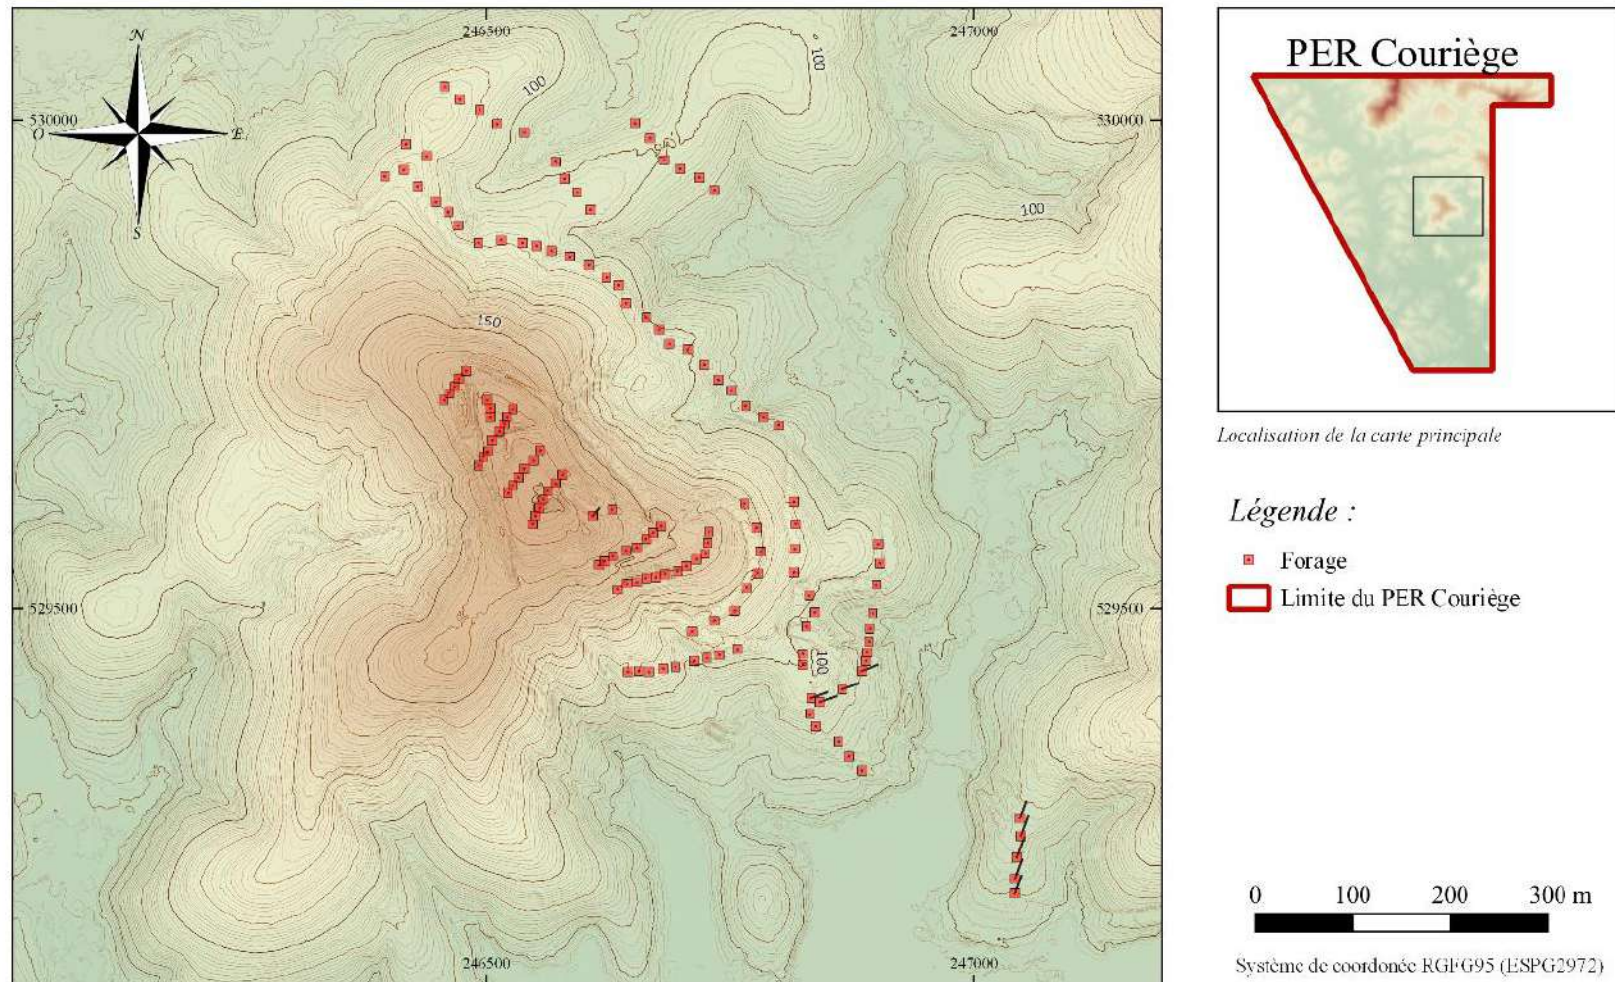 246500
247000
100
100
PER Couriège
N
530000
530000
O
E
S
100
150
Localisation de la carte principale
Légende :
Forage
Limite du PER Couriège
529500
529500
100
0 100 200 300 m
246500
247000
Système de coordonée RGFG95 (ESPG2972)